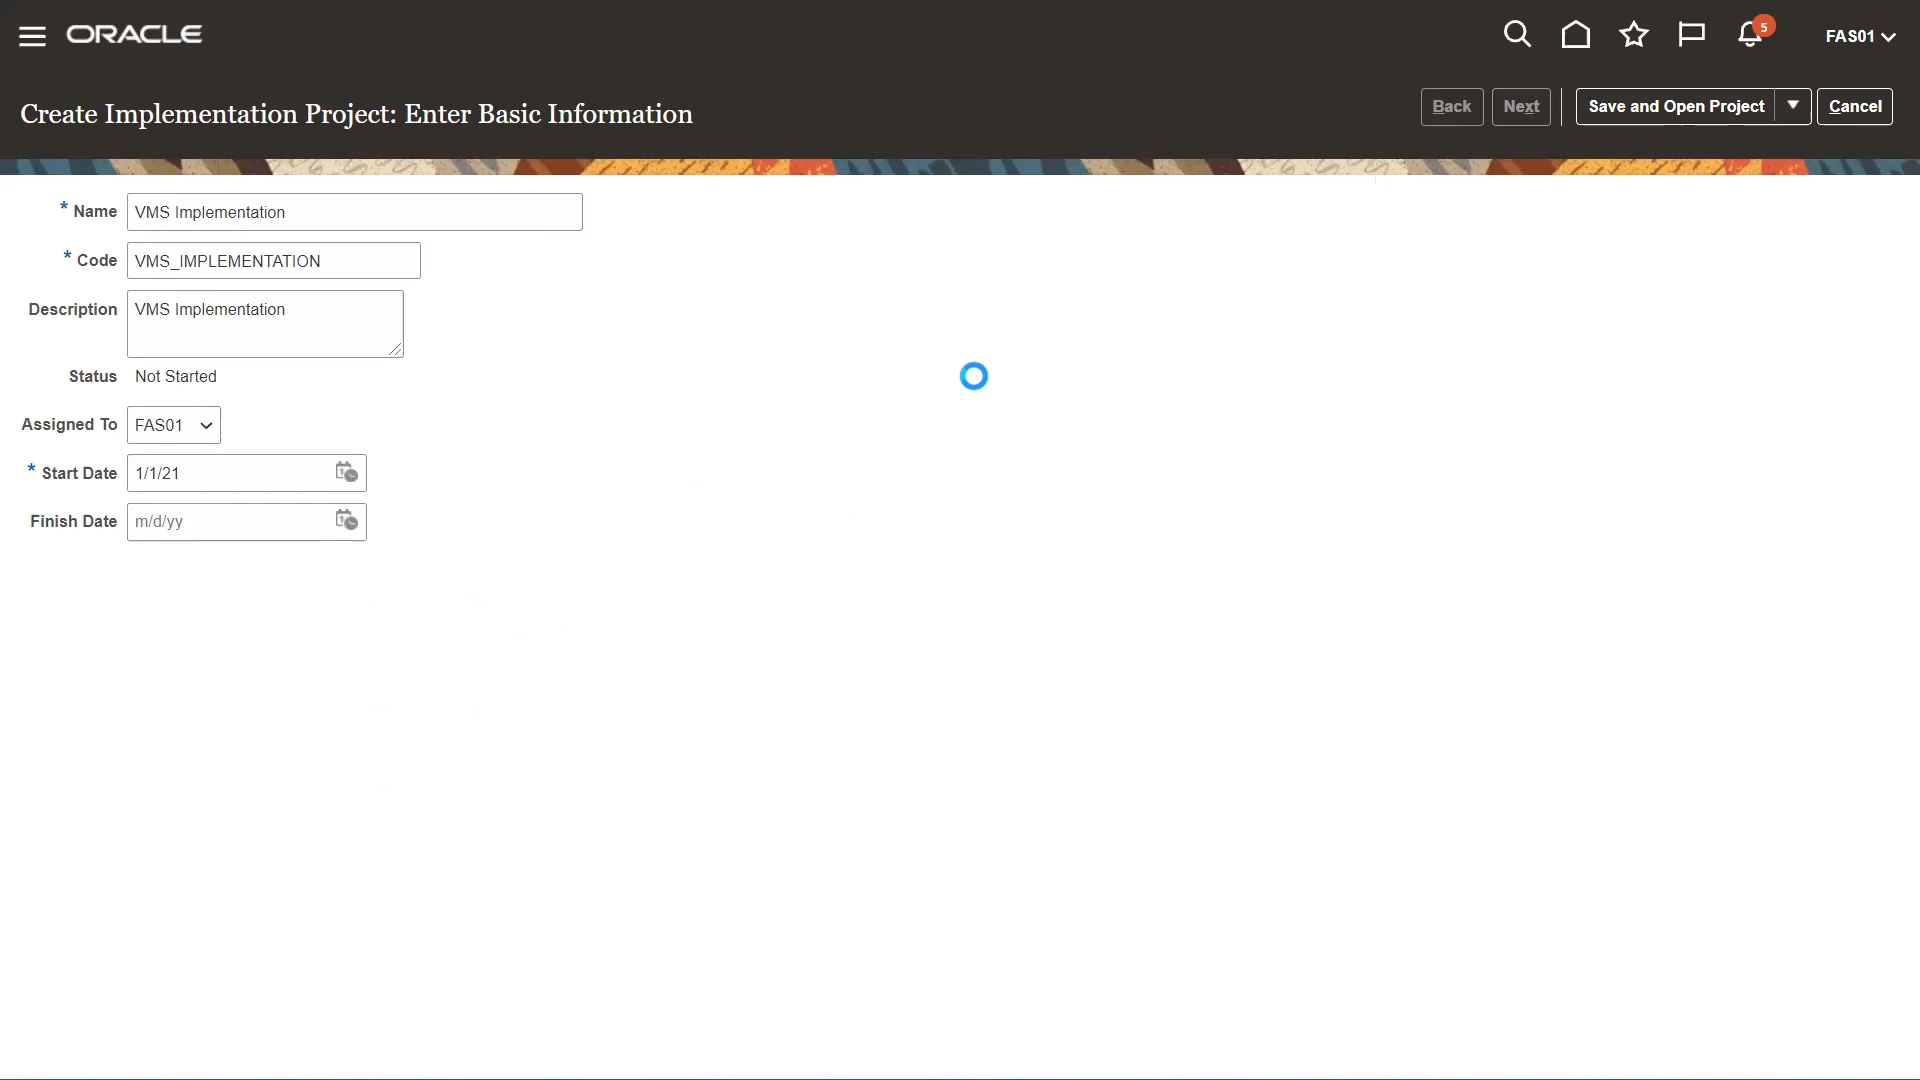 ORACLE
5
FAS01
Create Implementation Project: Enter Basic Information
Back
Next
Save and Open Project
Cancel
* Name VMS Implementation
* Code VMS_IMPLEMENTATION
Description VMS Implementation
Status Not Started
Assigned To FAS01
* Start Date 1/1/21
Finish Date m/d/yy